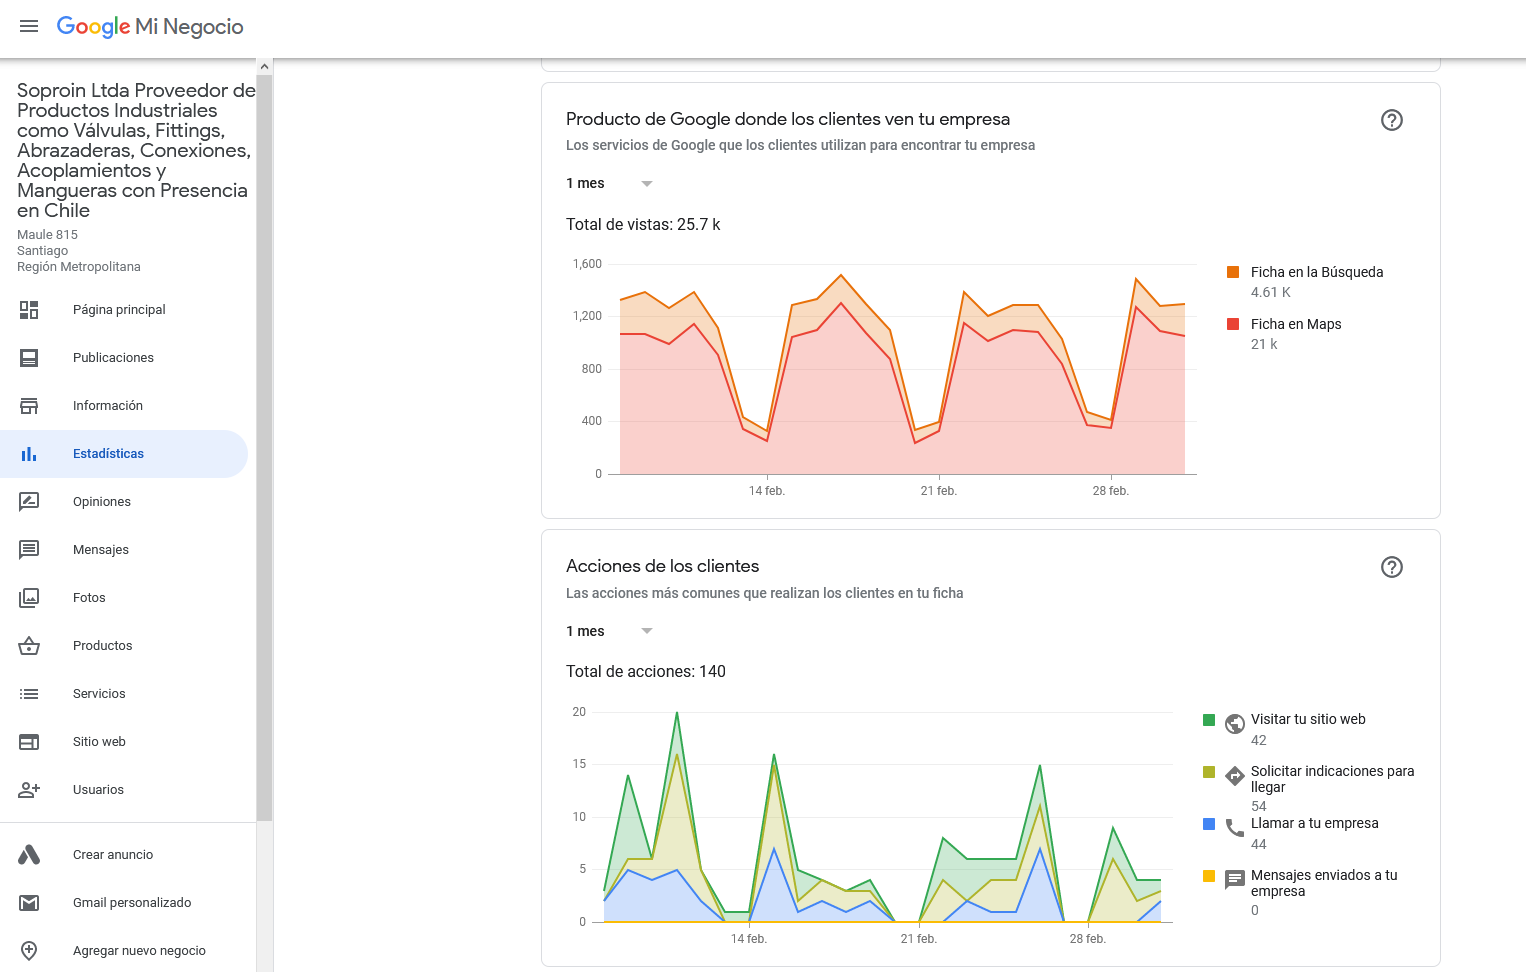 Google Mi Negocio
Soproin Ltda Proveedor de
Productos Industriales
como Válvulas, Fittings,
Abrazaderas, Conexiones,
Acoplamientos y
Mangueras con Presencia
en Chile
Maule 815
Santiago
Región Metropolitana
Página principal
Publicaciones
Información
Estadísticas
Opiniones
Mensajes
Fotos
Productos
Servicios
Sitio web
Usuarios
Crear anuncio
Gmail personalizado
Agregar nuevo negocio
Producto de Google donde los clientes ven tu empresa
Los servicios de Google que los clientes utilizan para encontrar tu empresa
1 mes
Total de vistas: 25.7 k
1,600
1,200
800
400
0
14 feb.
21 feb.
28 feb.
Ficha en la Búsqueda
4.61 K
Ficha en Maps
21 k
Acciones de los clientes
Las acciones más comunes que realizan los clientes en tu ficha
1 mes
Total de acciones: 140
20
15
10
5
0
14 feb.
21 feb.
28 feb.
Visitar tu sitio web
42
Solicitar indicaciones para
llegar
54
Llamar a tu empresa
44
Mensajes enviados a tu
empresa
0